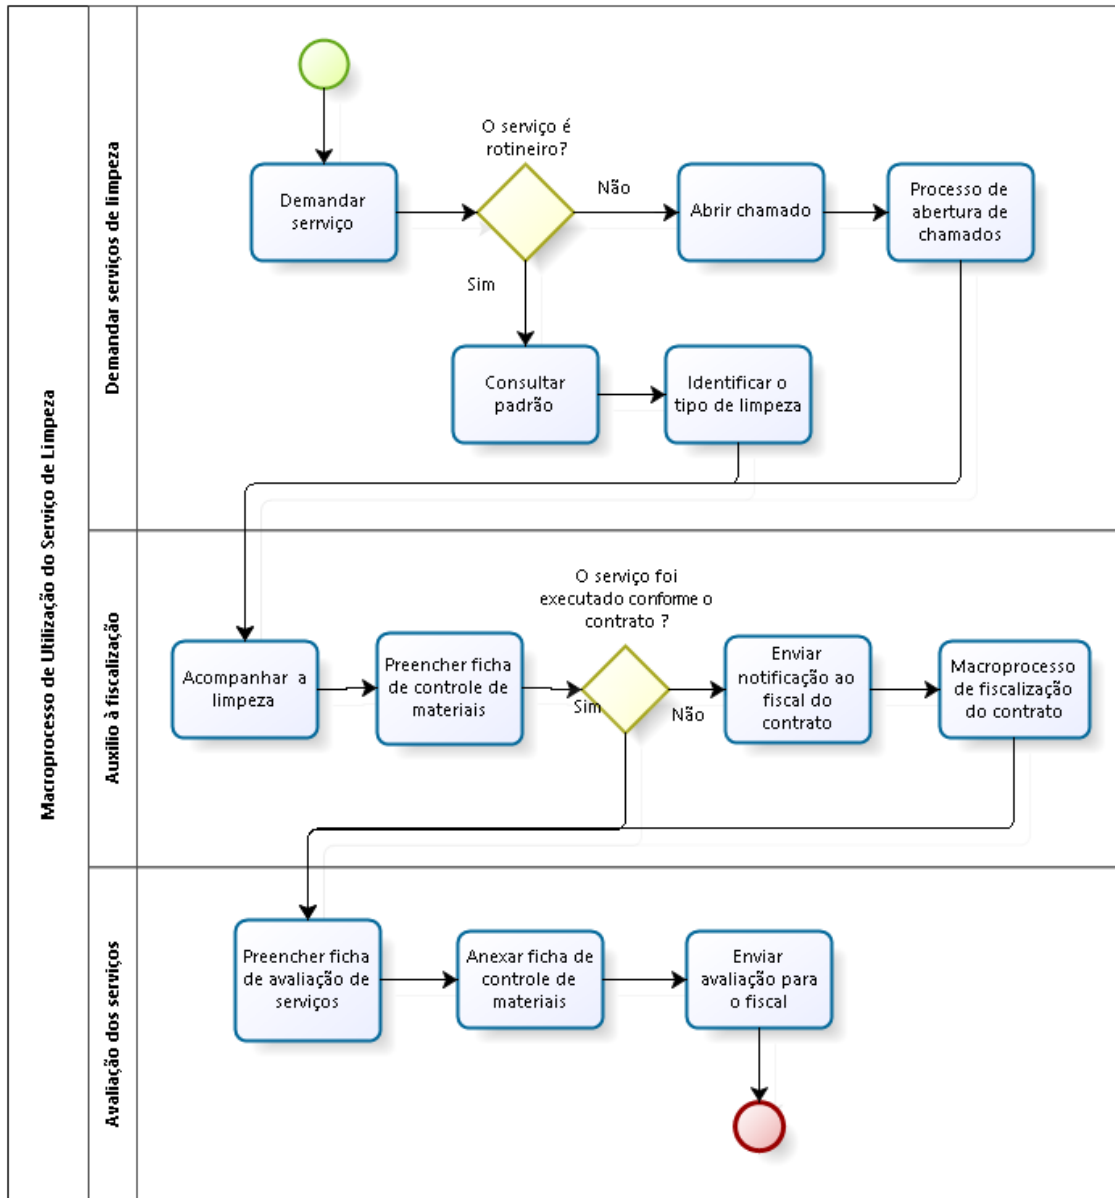 Macroprocesso de Utilização do Serviço de Limpeza
Demandar serviços de limpeza
O serviço é
rotineiro?
Demandar
serrviço
Não
Abrir chamado
Processo de
abertura de
chamados
Sim
Consultar
padrão
Identificar o
tipo de limpeza
Auxílio à fiscalização
O serviço foi
executado conforme o
contrato ?
Acompanhar a
limpeza
Preencher ficha
de controle de
materiais
Sim
Não
Enviar
notificação ao
fiscal do
contrato
Macroprocesso
de fiscalização
do contrato
Avaliação dos serviços
Preencher ficha
de avaliação de
serviços
Anexar ficha de
controle de
materiais
Enviar
avaliação para
o fiscal